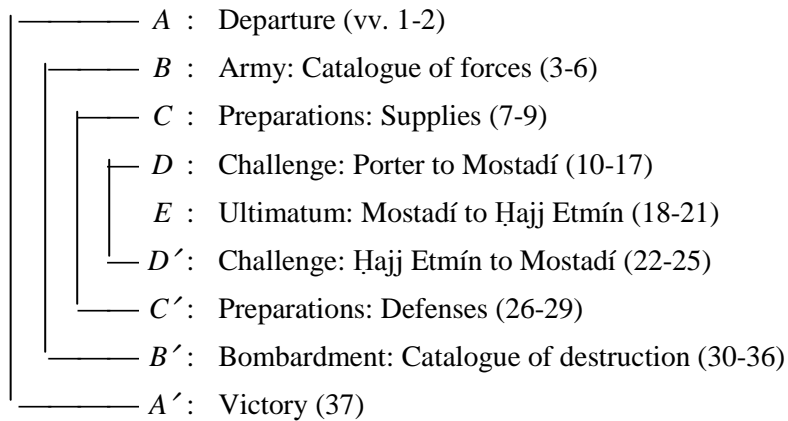 A : Departure (vv. 1-2)
B : Army: Catalogue of forces (3-6)
C : Preparations: Supplies (7-9)
D : Challenge: Porter to Mostadí (10-17)
E : Ultimatum: Mostadí to Ḥajj Etmín (18-21)
D′ : Challenge: Ḥajj Etmín to Mostadí (22-25)
C′ : Preparations: Defenses (26-29)
B′ : Bombardment: Catalogue of destruction (30-36)
A′ : Victory (37)